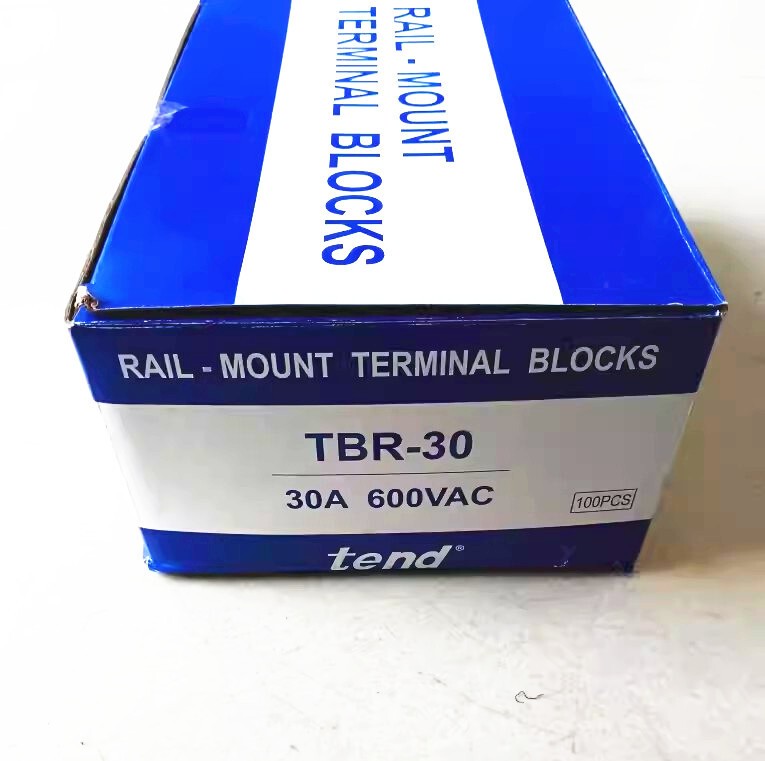 RAIL - MOUNT
TERMINAL BLOCKS
RAIL - MOUNT TERMINAL BLOCKS
TBR-30
30A 600VAC
100PCS
tend®